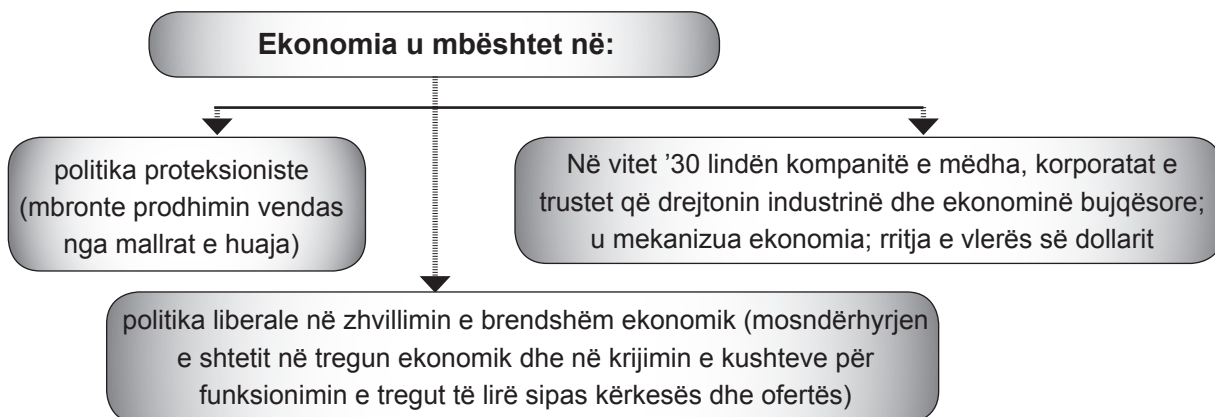 Ekonomia u mbështet në:
politika proteksioniste
(mbronte prodhimin vendas
nga mallrat e huaja)
Në vitet ’30 lindën kompanitë e mëdha, korporatat e
trustet që drejtonin industrinë dhe ekonominë bujqësore;
u mekanizua ekonomia; rritja e vlerës së dollarit
politika liberale në zhvillimin e brendshëm ekonomik (mosndërhyrjen
e shtetit në tregun ekonomik dhe në krijimin e kushteve për
funksionimin e tregut të lirë sipas kërkesës dhe ofertës)